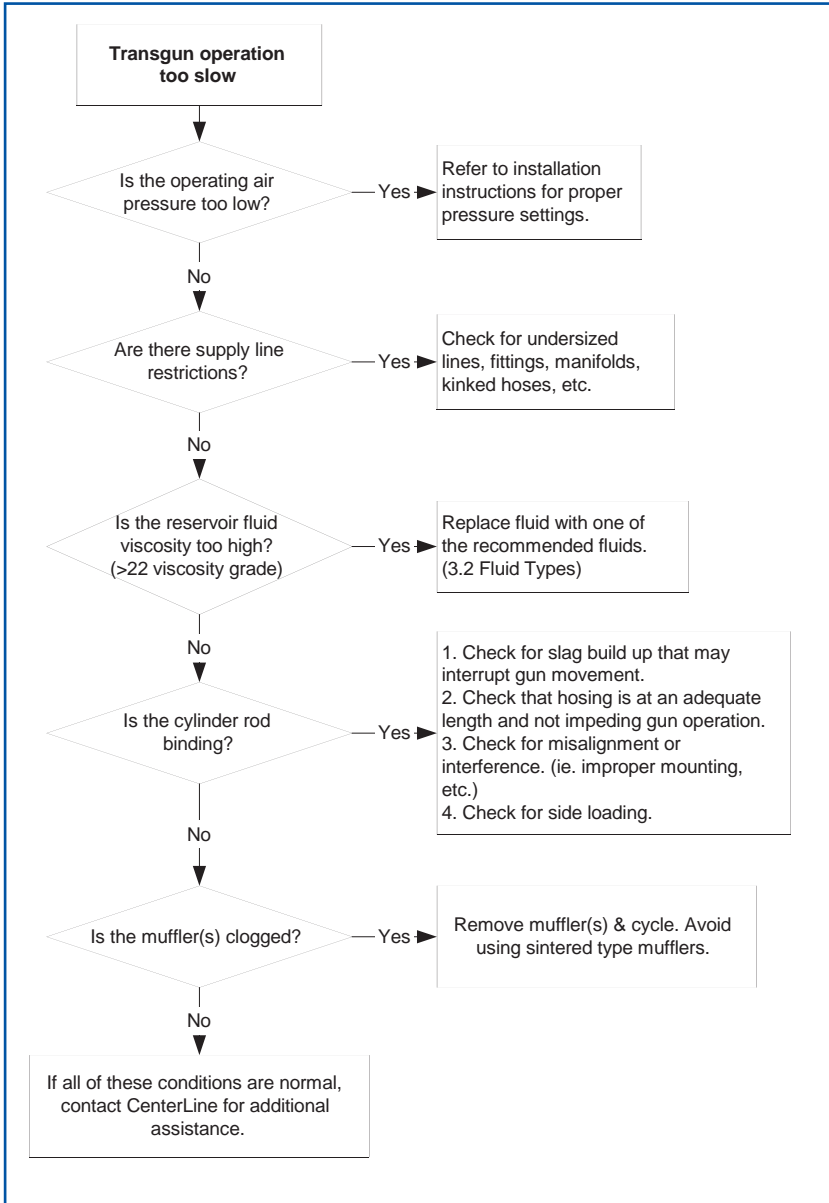 Transgun operation
too slow
Is the operating air
pressure too low?
Yes
Refer to installation
instructions for proper
pressure settings.
No
Are there supply line
restrictions?
Yes
Check for undersized
lines, fittings, manifolds,
kinked hoses, etc.
No
Is the reservoir fluid
viscosity too high?
(>22 viscosity grade)
Yes
Replace fluid with one of
the recommended fluids.
(3.2 Fluid Types)
No
Is the cylinder rod
binding?
Yes
1. Check for slag build up that may
interrupt gun movement.
2. Check that hosing is at an adequate
length and not impeding gun operation.
3. Check for misalignment or
interference. (ie. improper mounting,
etc.)
4. Check for side loading.
No
Is the muffler(s) clogged?
Yes
Remove muffler(s) & cycle. Avoid
using sintered type mufflers.
No
If all of these conditions are normal,
contact CenterLine for additional
assistance.